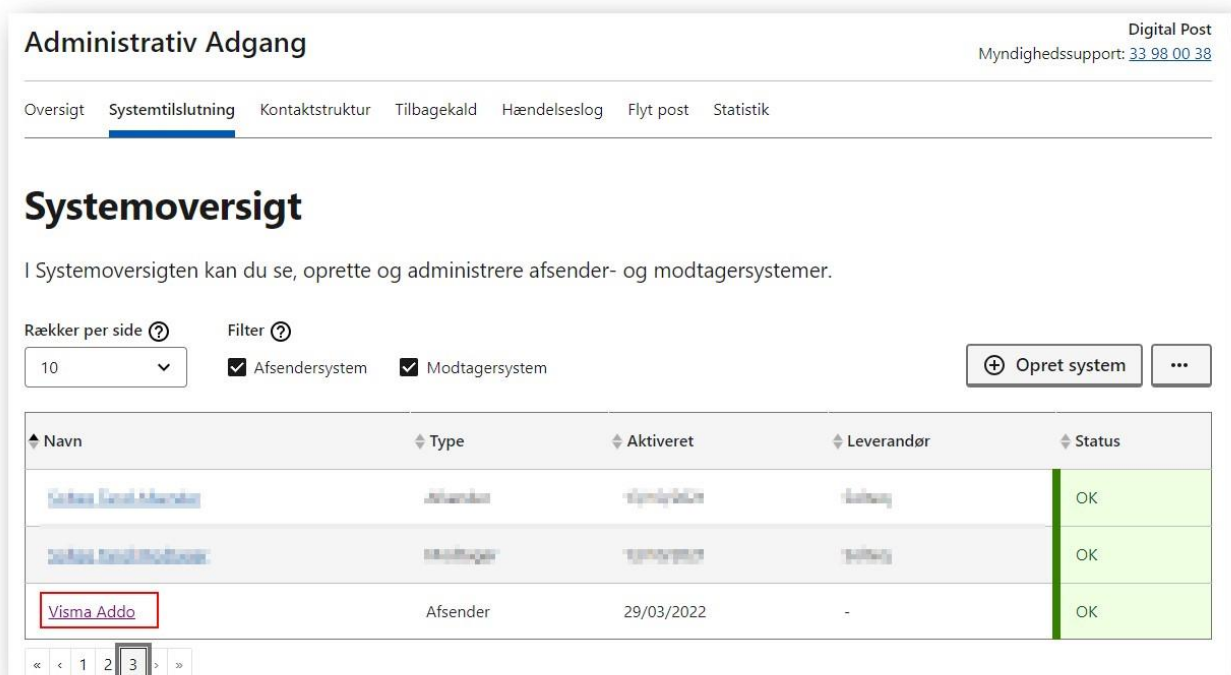 Administrativ Adgang
Digital Post
Myndighedssupport: 33 98 00 38
Oversigt Systemtilslutning Kontaktstruktur Tilbagekald Hændelseslog Flyt post Statistik
Systemoversigt
I Systemoversigten kan du se, oprette og administrere afsender- og modtagersystemer.
Rækker per side Filter
10 Afsendersystem Modtagersystem Opret system ...
Navn Type Aktiveret Leverandør Status
OK
OK
Visma Addo Afsender 29/03/2022 - OK
« ‹ 1 2 3 › »